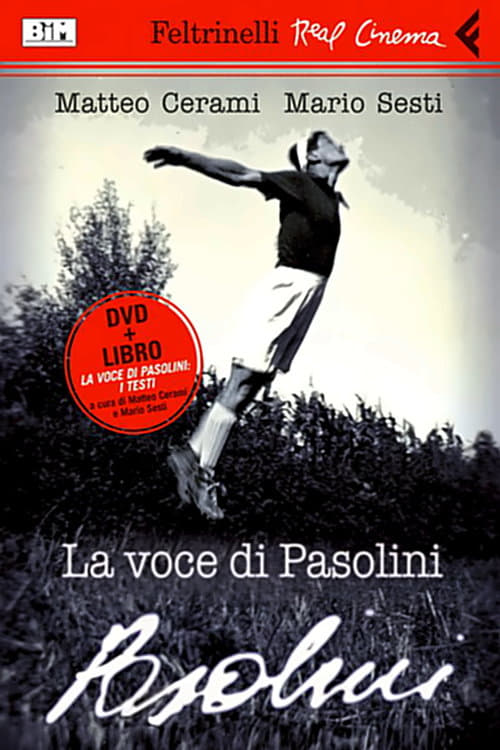 BiM
Feltrinelli Real Cinema
Matteo Cerami Mario Sesti
DVD
+
LIBRO
LA VOCE DI PASOLINI:
I TESTI
a cura di Matteo Cerami
e Mario Sesti
La voce di Pasolini
Pasolini